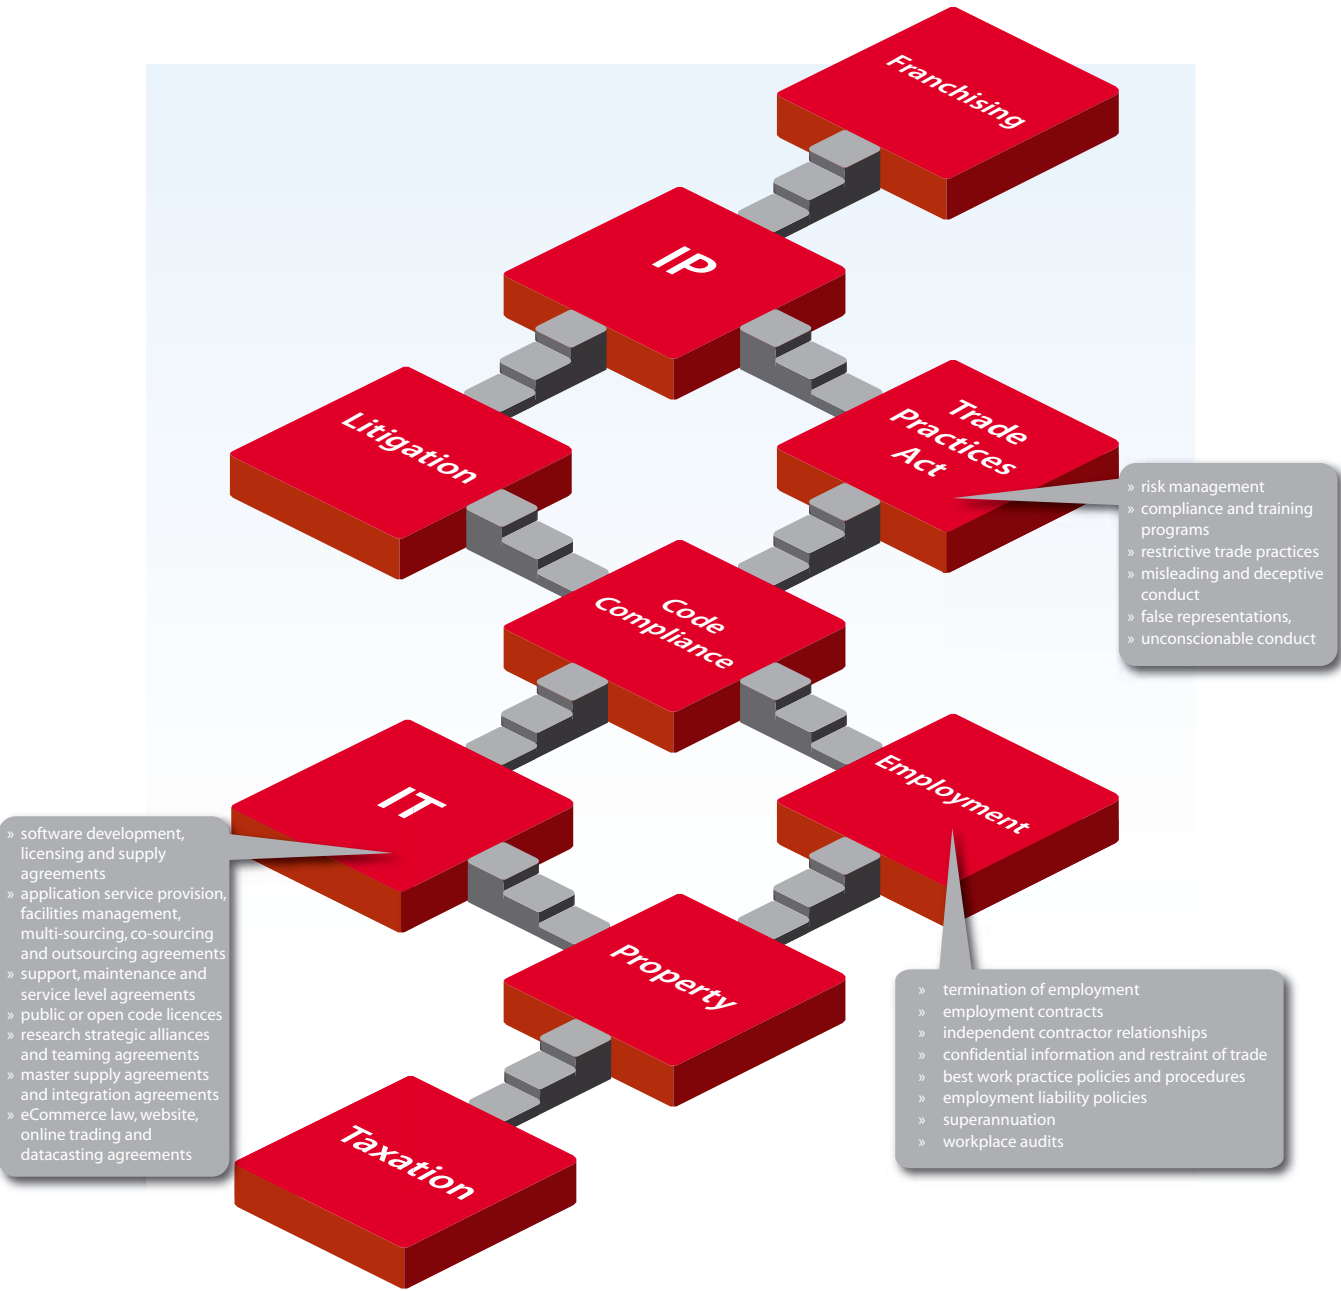 Franchising
IP
Litigation
Trade
Practices
Act
» risk management
» compliance and training
programs
» restrictive trade practices
» misleading and deceptive
conduct
» false representations,
» unconscionable conduct
Code
Compliance
IT
Employment
» software development,
licensing and supply
agreements
» application service provision,
facilities management,
multi-sourcing, co-sourcing
and outsourcing agreements
» support, maintenance and
service level agreements
» public or open code licences
» research strategic alliances
and teaming agreements
» master supply agreements
and integration agreements
» eCommerce law, website,
online trading and
datacasting agreements
Property
» termination of employment
» employment contracts
» independent contractor relationships
» confidential information and restraint of trade
» best work practice policies and procedures
» employment liability policies
» superannuation
» workplace audits
Taxation